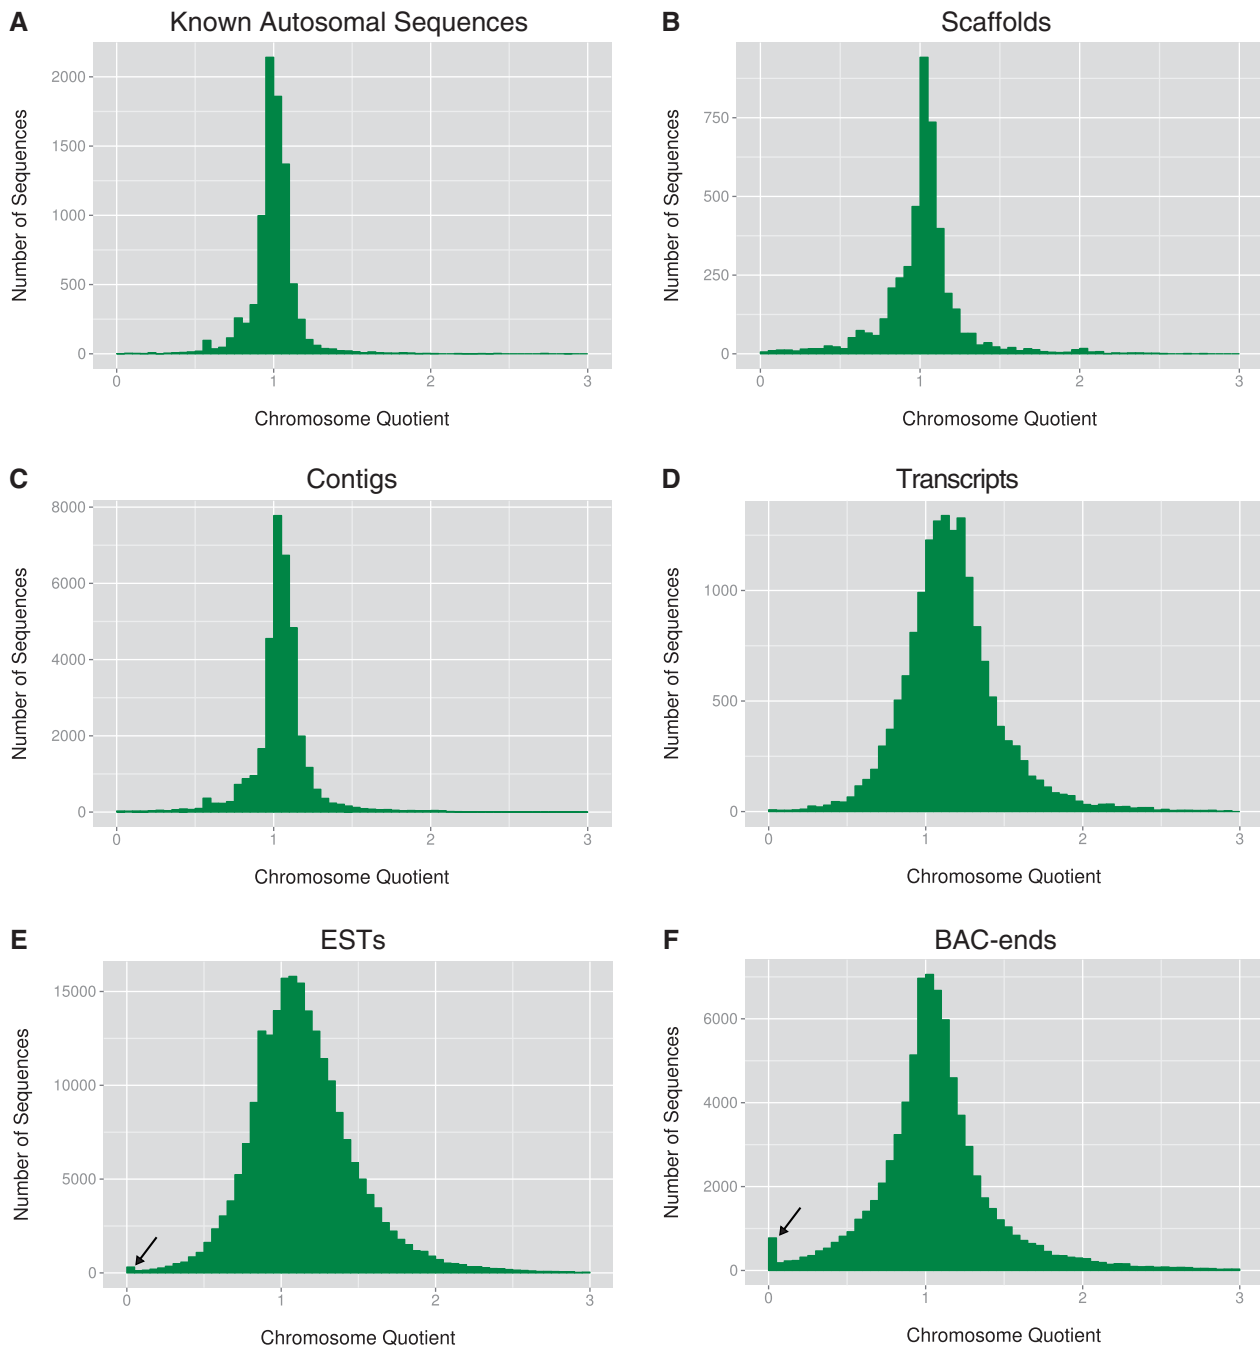 A Known Autosomal Sequences
Number of Sequences
2000
1500
1000
500
0
0 1 2 3
Chromosome Quotient
B Scaffolds
Number of Sequences
750
500
250
0
0 1 2 3
Chromosome Quotient
C Contigs
Number of Sequences
8000
6000
4000
2000
0
0 1 2 3
Chromosome Quotient
D Transcripts
Number of Sequences
1000
500
0
0 1 2 3
Chromosome Quotient
E ESTs
Number of Sequences
15000
10000
5000
0
0 1 2 3
Chromosome Quotient
F BAC-ends
Number of Sequences
6000
4000
2000
0
0 1 2 3
Chromosome Quotient